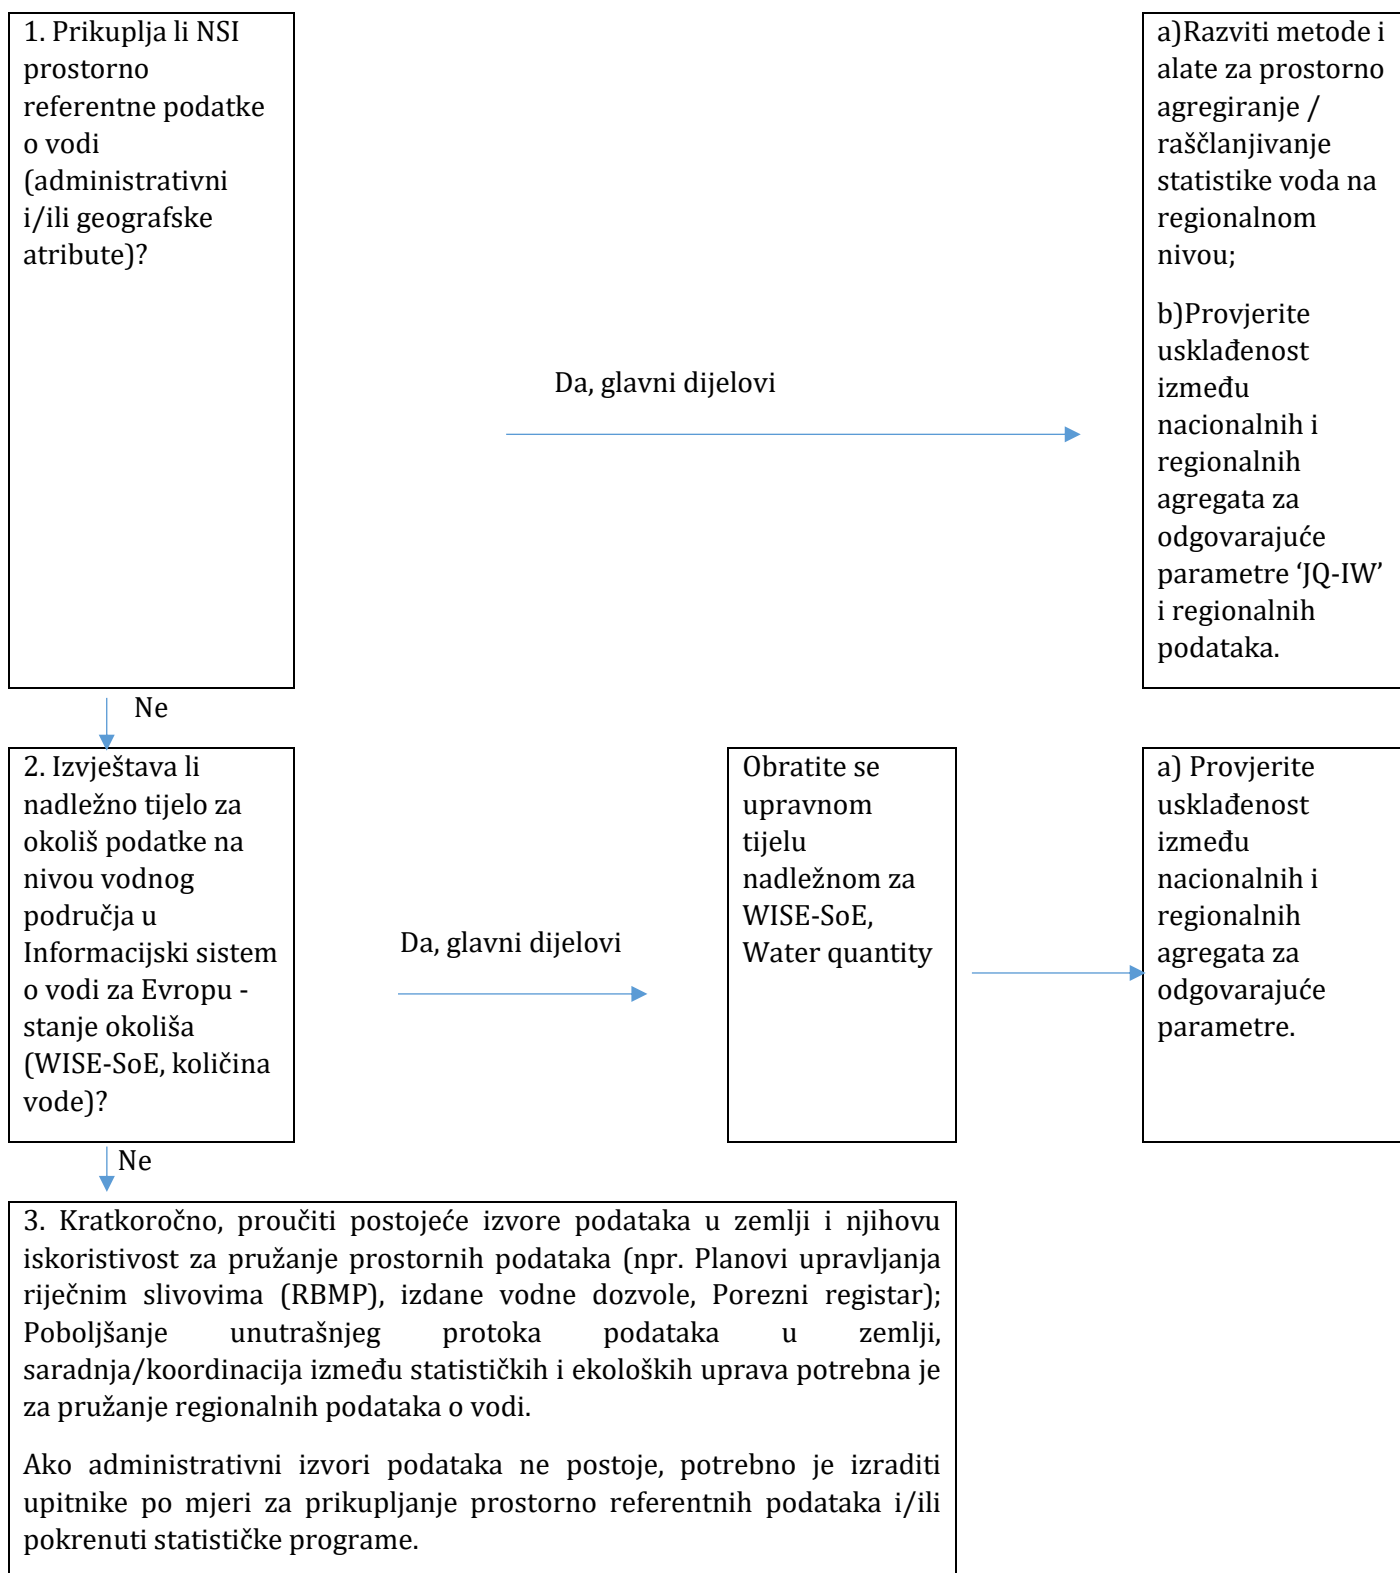 1. Prikuplja li NSI
prostorno
referentne podatke
o vodi
(administrativni
i/ili geografske
atribute)?
Da, glavni dijelovi
a)Razviti metode i
alate za prostorno
agregiranje /
raščlanjivanje
statistike voda na
regionalnom
nivou;
b)Provjerite
usklađenost
između
nacionalnih i
regionalnih
agregata za
odgovarajuće
parametre ‘JQ-IW’
i regionalnih
podataka.
Ne
2. Izvještava li
nadležno tijelo za
okoliš podatke na
nivou vodnog
područja u
Informacijski sistem
o vodi za Evropu -
stanje okoliša
(WISE-SoE, količina
vode)?
Da, glavni dijelovi
Obratite se
upravnom
tijelu
nadležnom za
WISE-SoE,
Water quantity
a) Provjerite
usklađenost
između
nacionalnih i
regionalnih
agregata za
odgovarajuće
parametre.
Ne
3. Kratkoročno, proučiti postojeće izvore podataka u zemlji i njihovu
iskoristivost za pružanje prostornih podataka (npr. Planovi upravljanja
riječnim slivovima (RBMP), izdane vodne dozvole, Porezni registar);
Poboljšanje unutrašnjeg protoka podataka u zemlji,
saradnja/koordinacija između statističkih i ekoloških uprava potrebna je
za pružanje regionalnih podataka o vodi.
Ako administrativni izvori podataka ne postoje, potrebno je izraditi
upitnike po mjeri za prikupljanje prostorno referentnih podataka i/ili
pokrenuti statističke programe.